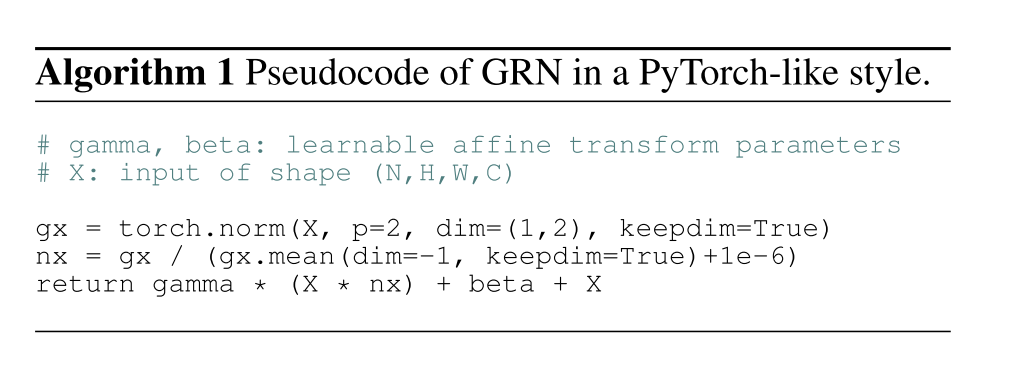 Algorithm 1 Pseudocode of GRN in a PyTorch-like style.
# gamma, beta: learnable affine transform parameters
# X: input of shape (N,H,W,C)
gx = torch.norm(X, p=2, dim=(1,2), keepdim=True)
nx = gx / (gx.mean(dim=-1, keepdim=True)+1e-6)
return gamma * (X * nx) + beta + X